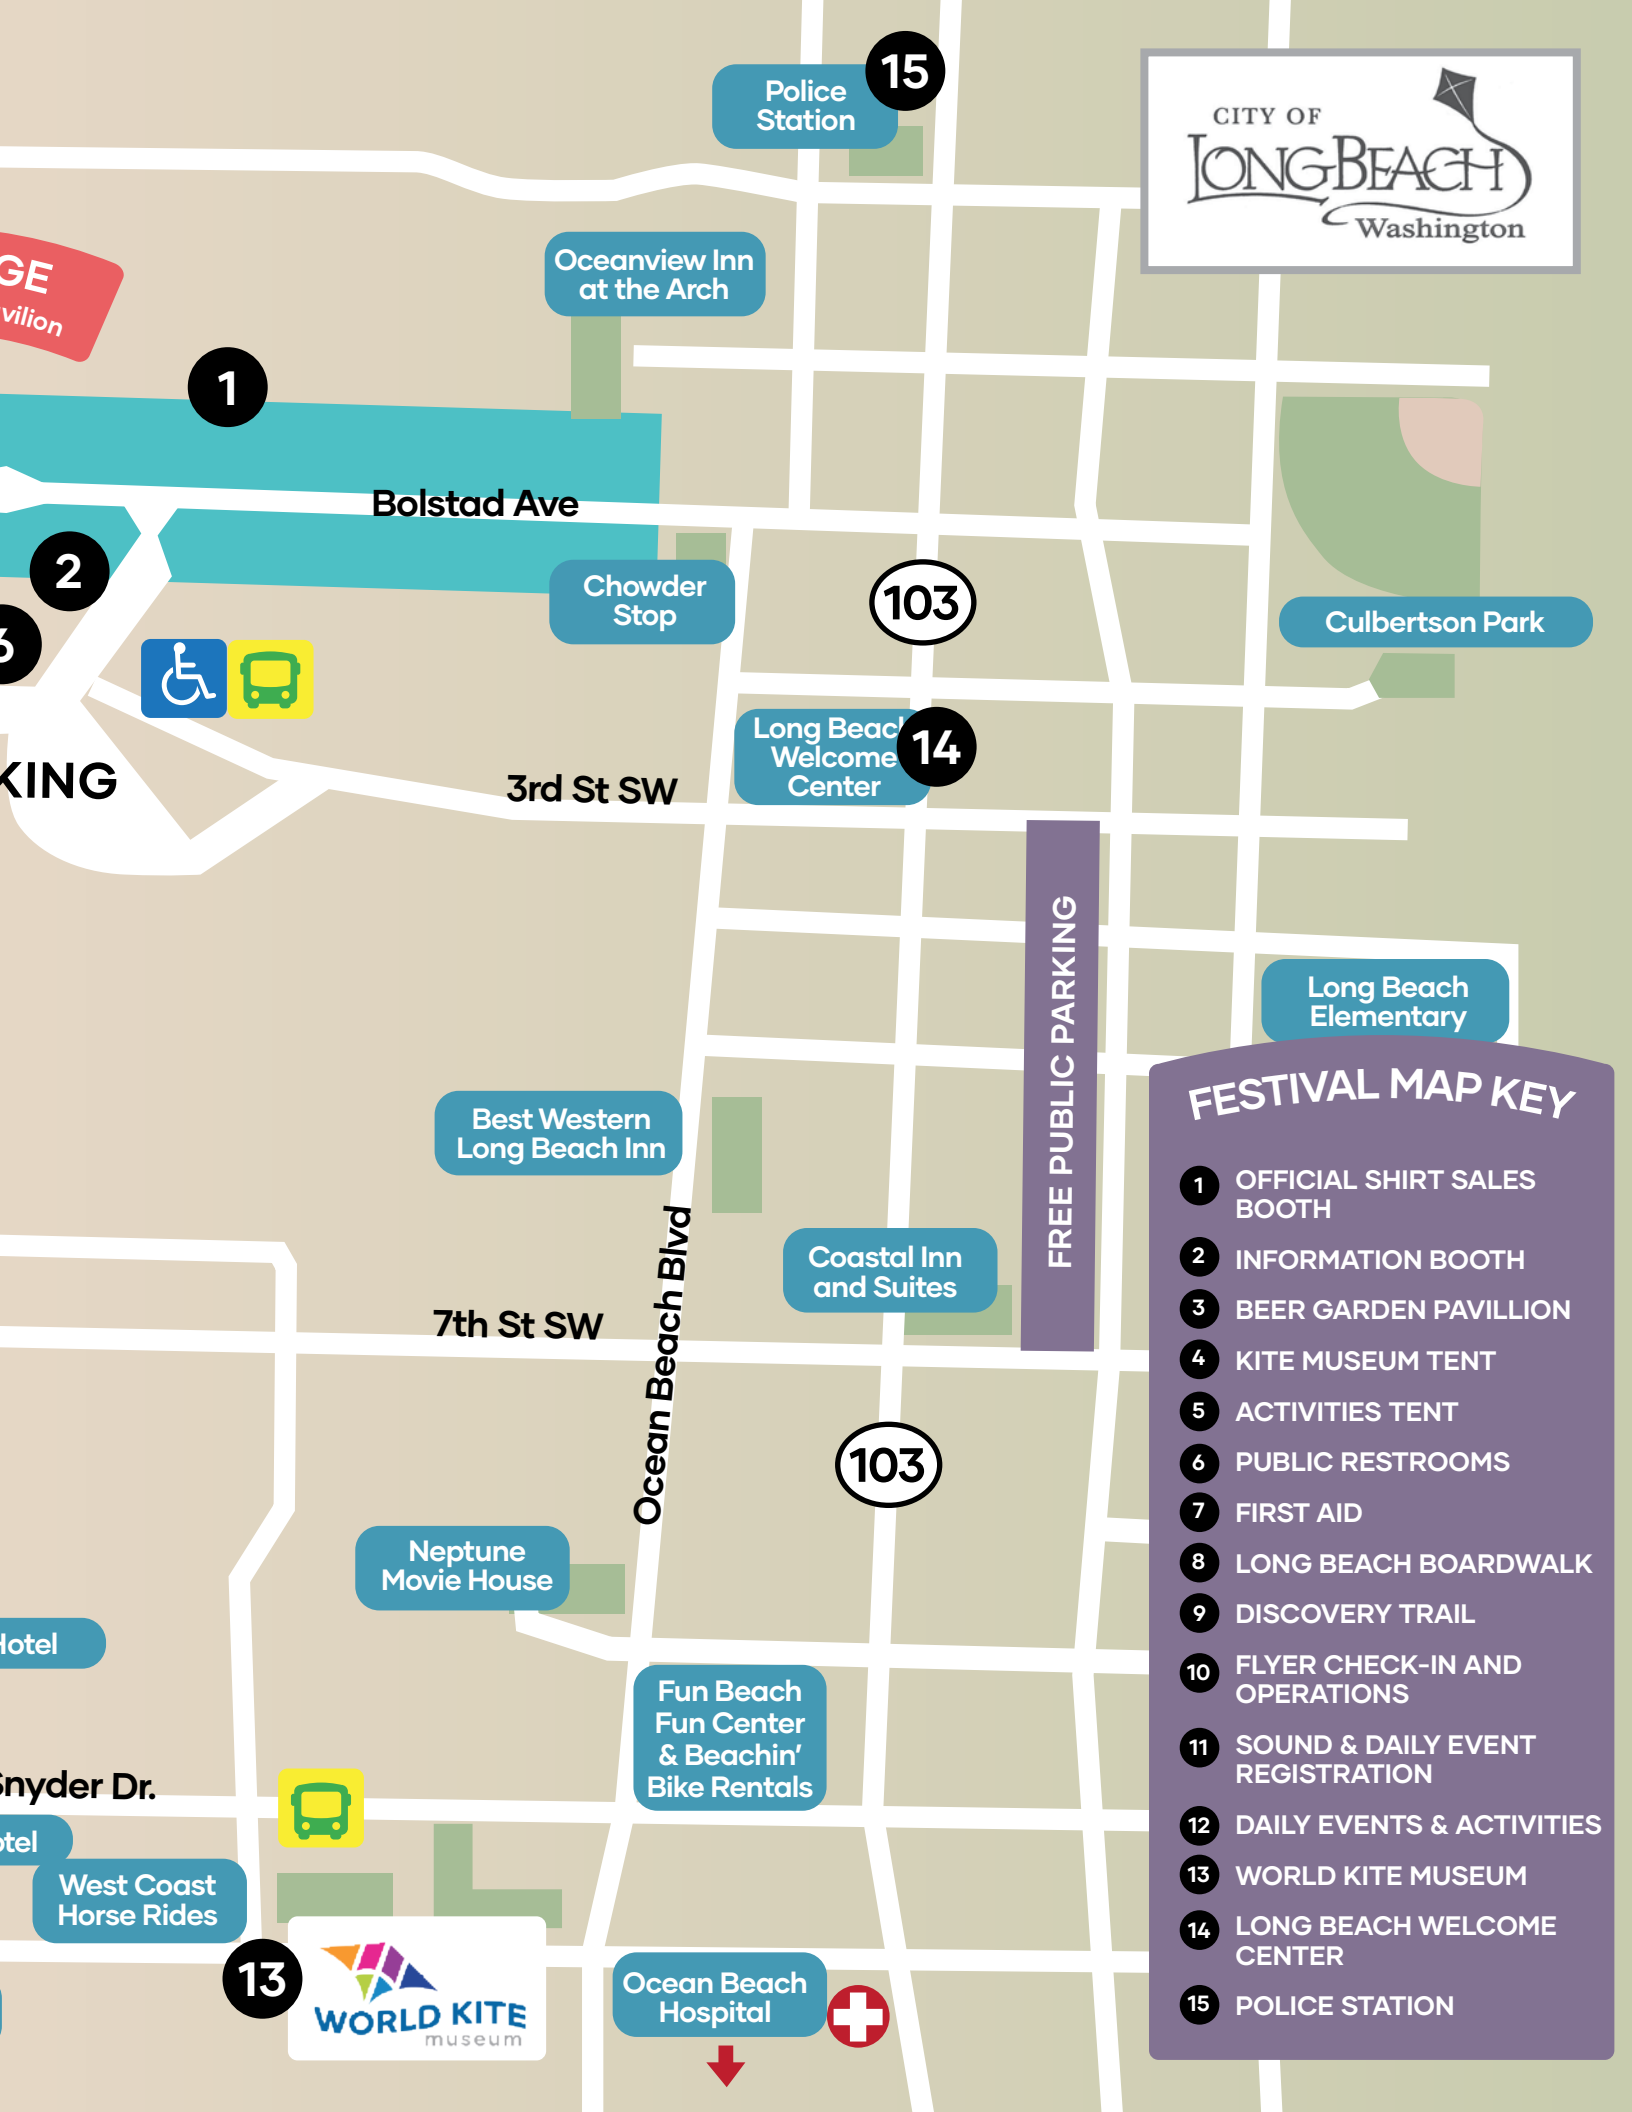 15
Police
Station
CITY OF
LONG BEACH
Washington
Oceanview Inn
at the Arch
GE
vilion
1
Bolstad Ave
2
Chowder
Stop
103
Culbertson Park
6
KING
3rd St SW
Long Beach
Welcome
Center
14
FREE PUBLIC PARKING
Long Beach
Elementary
Best Western
Long Beach Inn
Coastal Inn
and Suites
Ocean Beach Blvd
7th St SW
103
Neptune
Movie House
Hotel
Fun Beach
Fun Center
& Beachin'
Bike Rentals
Snyder Dr.
otel
West Coast
Horse Rides
13
WORLD KITE
museum
Ocean Beach
Hospital
FESTIVAL MAP KEY
1 OFFICIAL SHIRT SALES
BOOTH
2 INFORMATION BOOTH
3 BEER GARDEN PAVILLION
4 KITE MUSEUM TENT
5 ACTIVITIES TENT
6 PUBLIC RESTROOMS
7 FIRST AID
8 LONG BEACH BOARDWALK
9 DISCOVERY TRAIL
10 FLYER CHECK-IN AND
OPERATIONS
11 SOUND & DAILY EVENT
REGISTRATION
12 DAILY EVENTS & ACTIVITIES
13 WORLD KITE MUSEUM
14 LONG BEACH WELCOME
CENTER
15 POLICE STATION